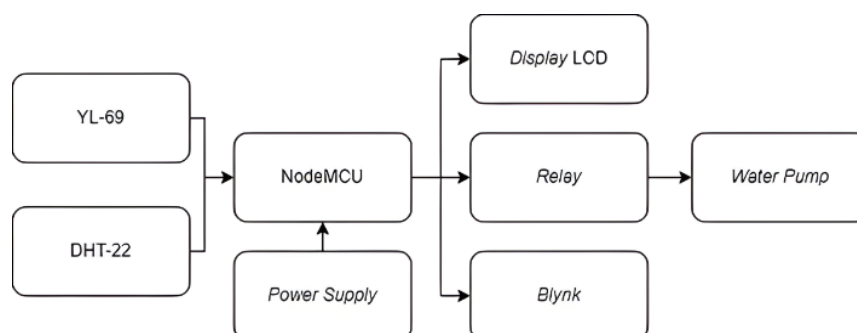 Display LCD
YL-69
NodeMCU
Relay
Water Pump
DHT-22
Power Supply
Blynk